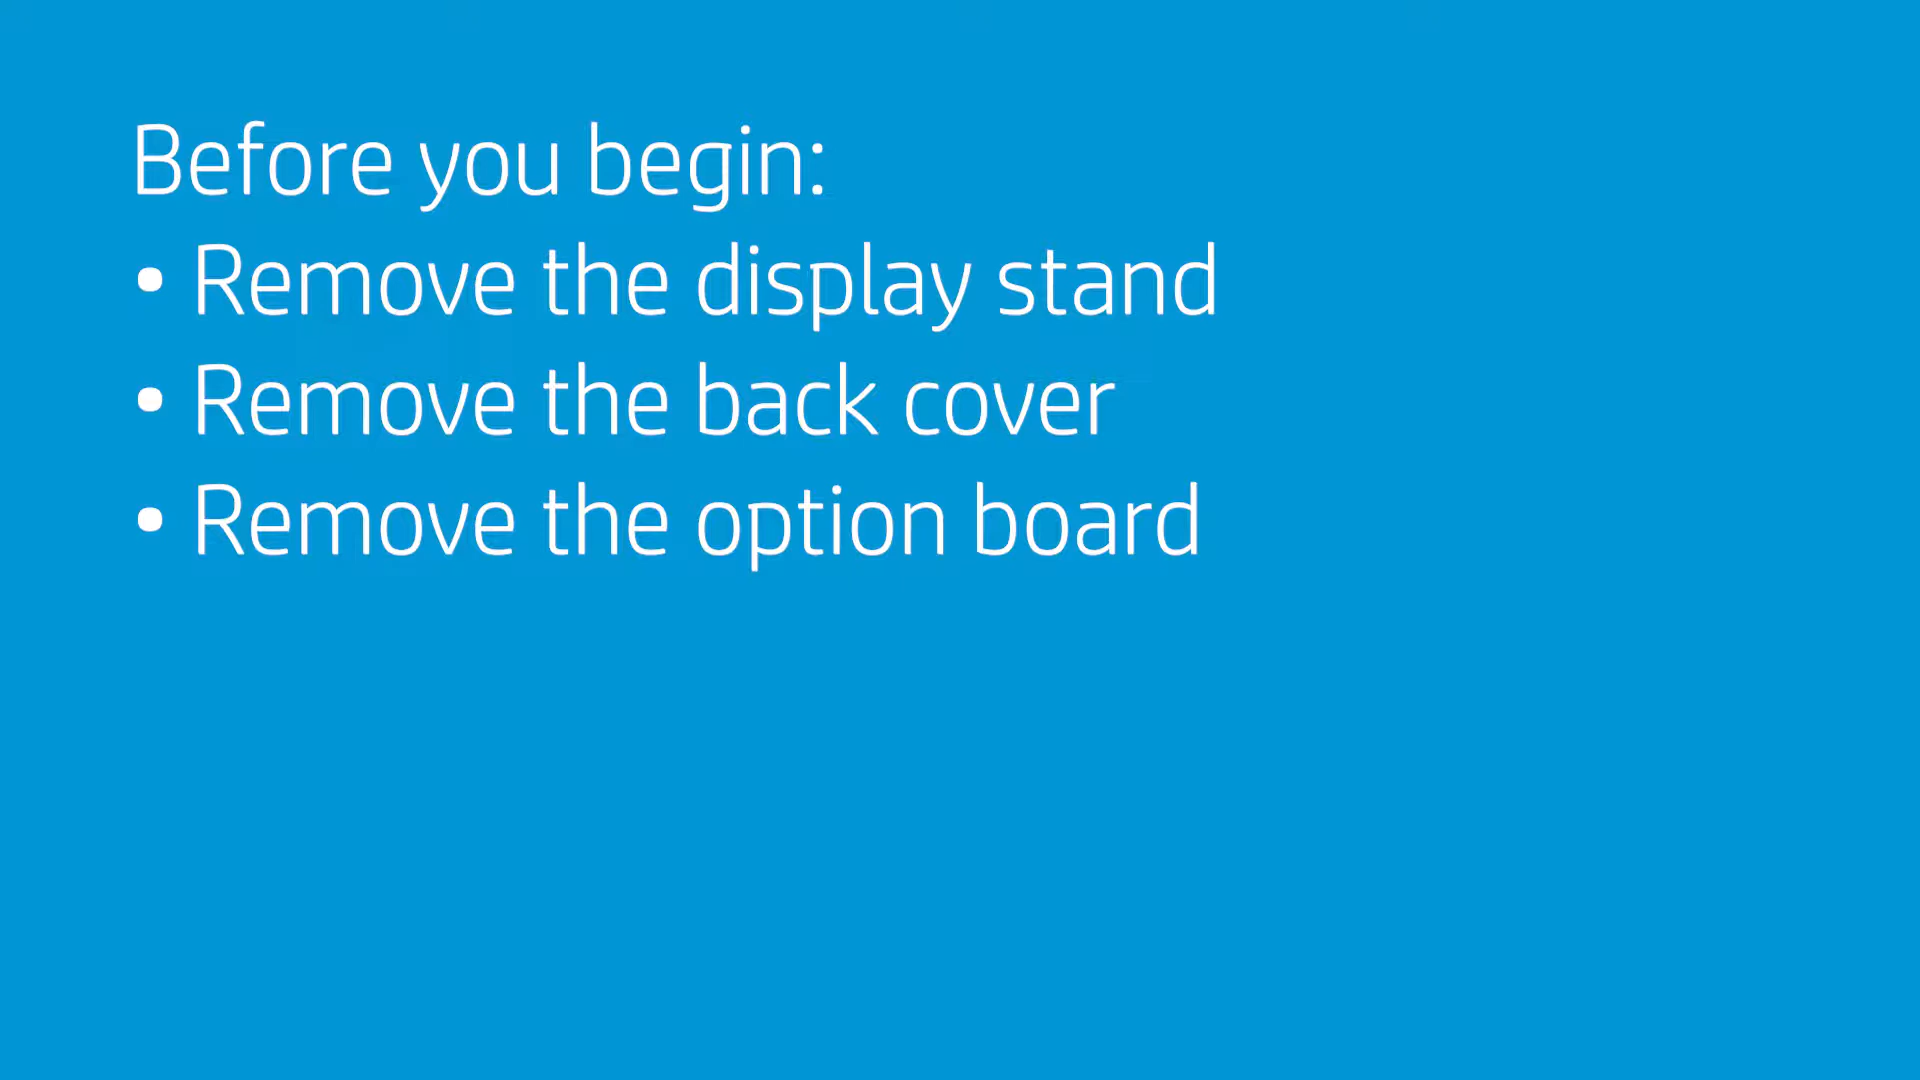 Before you begin:
• Remove the display stand
• Remove the back cover
• Remove the option board